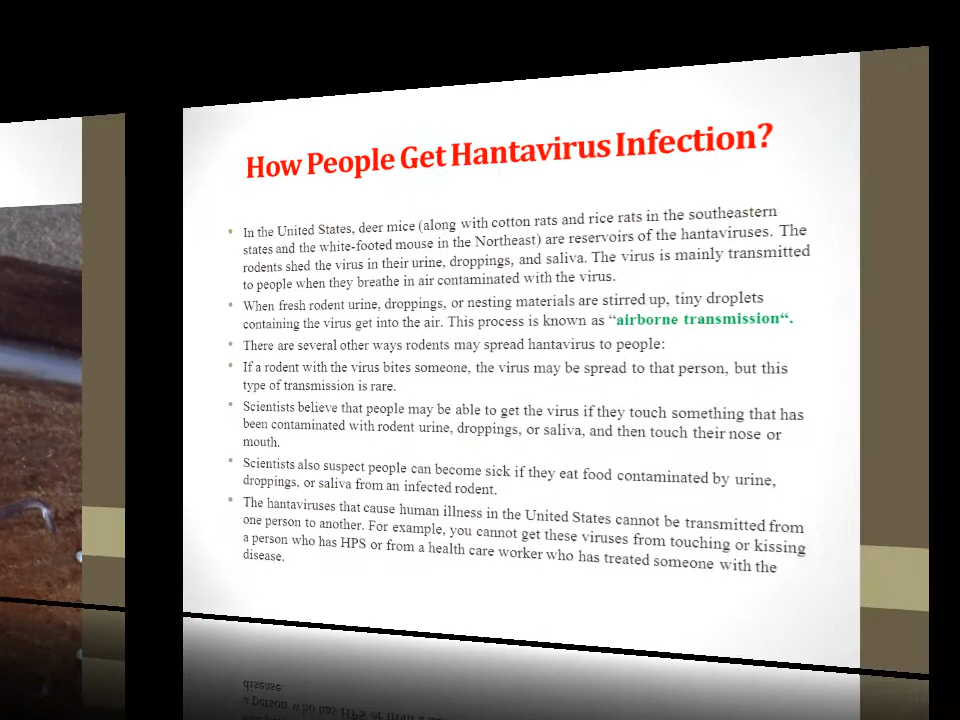 How People Get Hantavirus Infection?
• In the United States, deer mice (along with cotton rats and rice rats in the southeastern
states and the white-footed mouse in the Northeast) are reservoirs of the hantaviruses. The
rodents shed the virus in their urine, droppings, and saliva. The virus is mainly transmitted
to people when they breathe in air contaminated with the virus.
• When fresh rodent urine, droppings, or nesting materials are stirred up, tiny droplets
containing the virus get into the air. This process is known as “airborne transmission“.
• There are several other ways rodents may spread hantavirus to people:
• If a rodent with the virus bites someone, the virus may be spread to that person, but this
type of transmission is rare.
• Scientists believe that people may be able to get the virus if they touch something that has
been contaminated with rodent urine, droppings, or saliva, and then touch their nose or
mouth.
• Scientists also suspect people can become sick if they eat food contaminated by urine,
droppings, or saliva from an infected rodent.
• The hantaviruses that cause human illness in the United States cannot be transmitted from
one person to another. For example, you cannot get these viruses from touching or kissing
a person who has HPS or from a health care worker who has treated someone with the
disease.